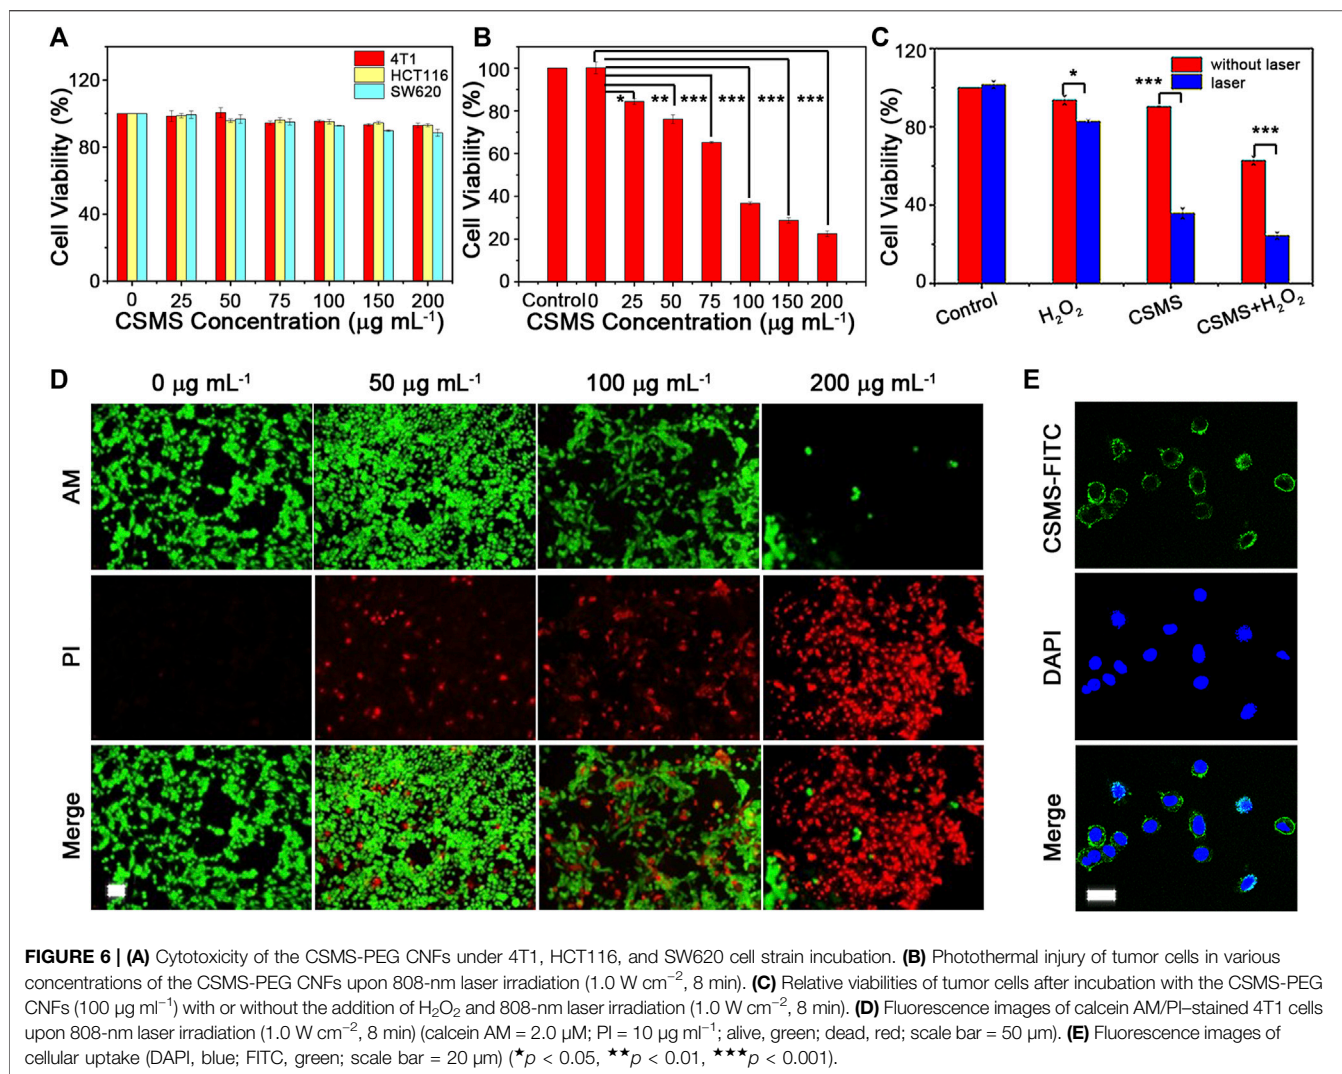 A
Cell Viability (%)
120
80
40
0
4T1
HCT116
SW620
0 25 50 75 100 150 200
CSMS Concentration (μg mL-1)
B
Cell Viability (%)
100
80
60
40
20
0
* ** *** *** *** ***
Control 0 25 50 75 100 150 200
CSMS Concentration (μg mL-1)
C
Cell Viability (%)
120
80
40
0
without laser
laser
* *** ***
Control H2O2 CSMS CSMS+H2O2
D
0 μg mL-1 50 μg mL-1 100 μg mL-1 200 μg mL-1
AM
PI
Merge
E
CSMS-FITC
DAPI
Merge
FIGURE 6 | (A) Cytotoxicity of the CSMS-PEG CNFs under 4T1, HCT116, and SW620 cell strain incubation. (B) Photothermal injury of tumor cells in various
concentrations of the CSMS-PEG CNFs upon 808-nm laser irradiation (1.0 W cm−2, 8 min). (C) Relative viabilities of tumor cells after incubation with the CSMS-PEG
CNFs (100 μg ml−1) with or without the addition of H2O2 and 808-nm laser irradiation (1.0 W cm−2, 8 min). (D) Fluorescence images of calcein AM/PI–stained 4T1 cells
upon 808-nm laser irradiation (1.0 W cm−2, 8 min) (calcein AM = 2.0 μM; PI = 10 μg ml−1; alive, green; dead, red; scale bar = 50 μm). (E) Fluorescence images of
cellular uptake (DAPI, blue; FITC, green; scale bar = 20 μm) (★p < 0.05, ★★p < 0.01, ★★★p < 0.001).